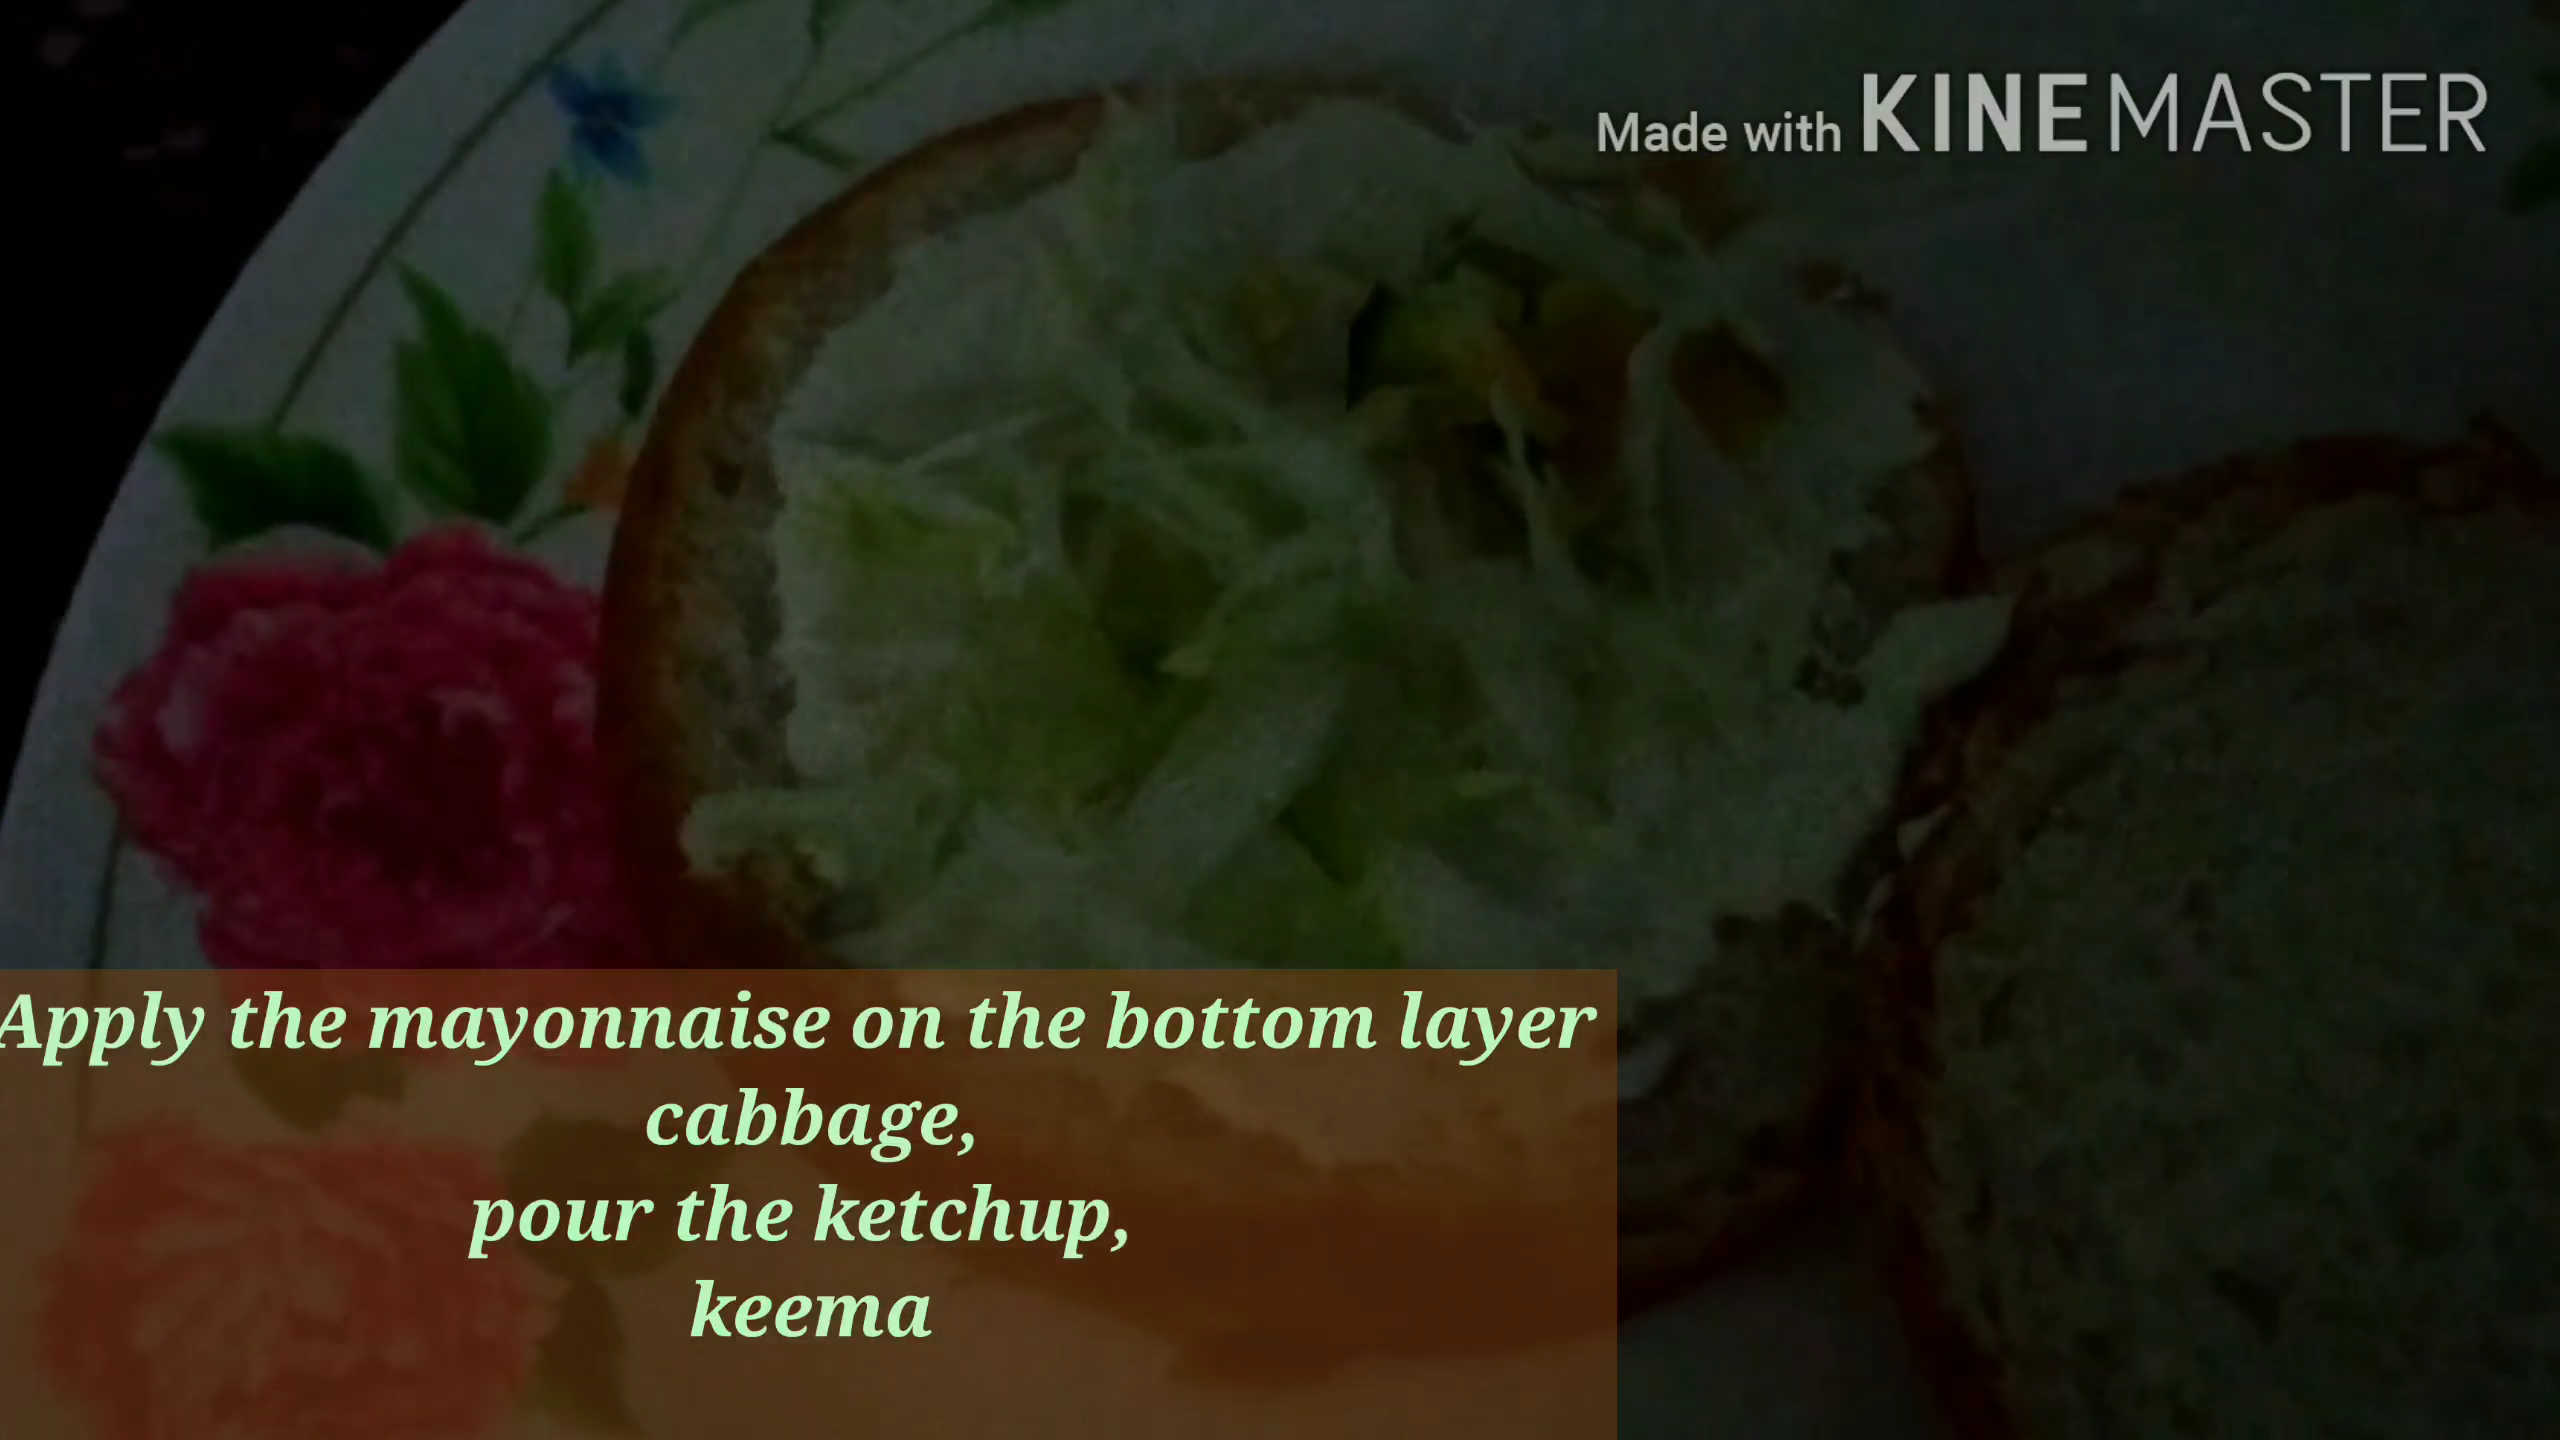 Made with KINEMASTER
Apply the mayonnaise on the bottom layer
cabbage,
pour the ketchup,
keema